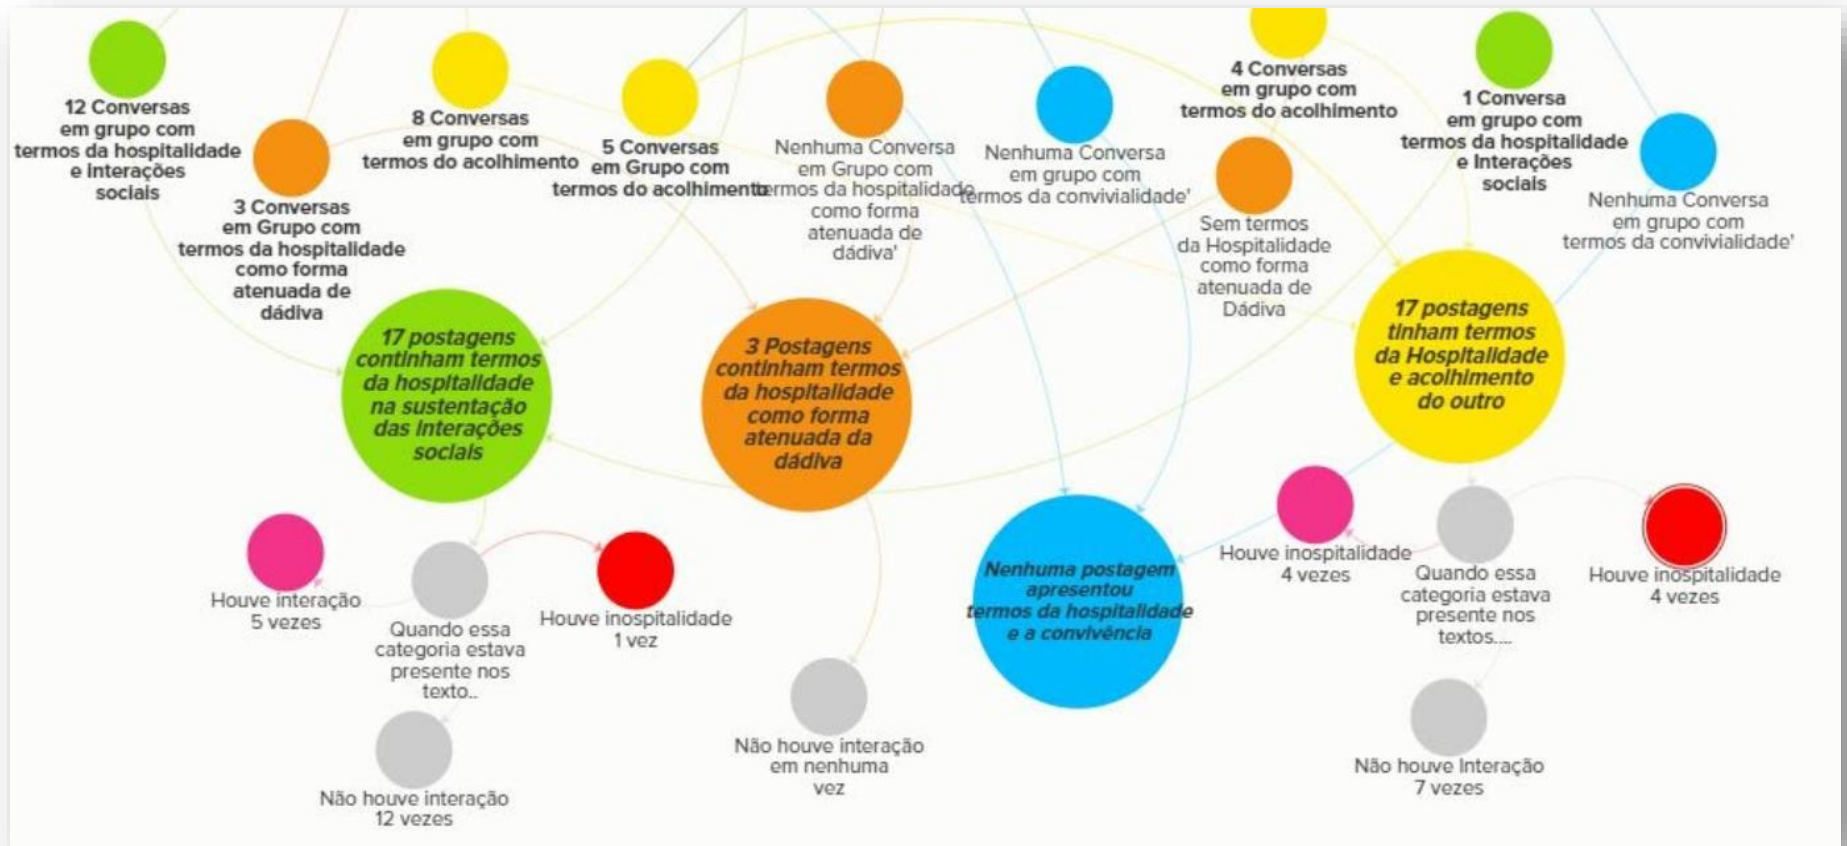 12 Conversas
em grupo com
termos da hospitalidade
e Interações
sociais
3 Conversas
em Grupo com
termos da hospitalidade
como forma
atenuada de
dádiva
8 Conversas
em grupo com
termos do acolhimento
5 Conversas
em Grupo com
termos do acolhimento
Nenhuma Conversa
em Grupo com
termos da hospitalidade
como forma
atenuada de
dádiva'
Nenhuma Conversa
em grupo com
termos da convivialidade'
4 Conversas
em grupo com
termos do acolhimento
Sem termos
da Hospitalidade
como forma
atenuada de
Dádiva
1 Conversa
em grupo com
termos da hospitalidade
e Interações
sociais
Nenhuma Conversa
em grupo com
termos da convivialidade'
17 postagens
continham termos
da hospitalidade
na sustentação
das Interações
sociais
3 Postagens
continham termos
da hospitalidade
como forma
atenuada da
dádiva
17 postagens
tinham termos
da Hospitalidade
e acolhimento
do outro
Nenhuma postagem
apresentou
termos da hospitalidade
e a convivência
Houve interação
5 vezes
Quando essa
categoria estava
presente nos
texto..
Houve inospitalidade
1 vez
Não houve interação
12 vezes
Não houve interação
em nenhuma
vez
Houve inospitalidade
4 vezes
Quando essa
categoria estava
presente nos
textos....
Houve inospitalidade
4 vezes
Não houve Interação
7 vezes